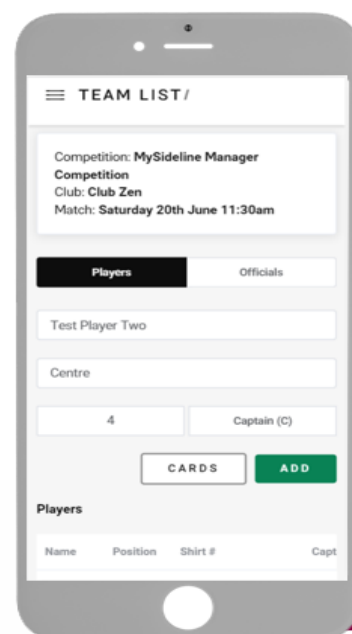 TEAM LIST/
Competition: MySideline Manager
Competition
Club: Club Zen
Match: Saturday 20th June 11:30am
Players Officials
Test Player Two
Centre
4 Captain (C)
CARDS ADD
Players
Name Position Shirt # Capt